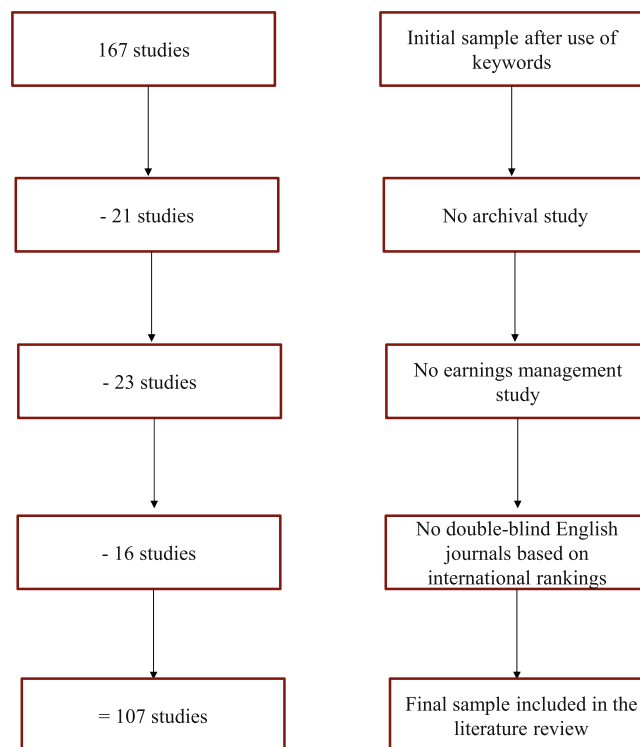 167 studies
Initial sample after use of
keywords
- 21 studies
No archival study
- 23 studies
No earnings management
study
- 16 studies
No double-blind English
journals based on
international rankings
= 107 studies
Final sample included in the
literature review